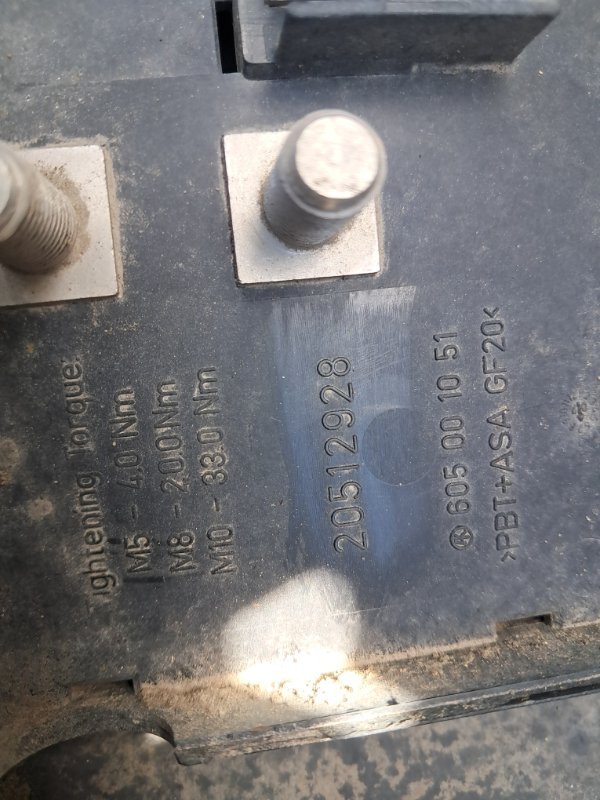 Tightening Torque:
M5 - 4.0 Nm
M8 - 20.0 Nm
M10 - 33.0 Nm
20512928
605 00 10 51
>PBT+ASA GF20<